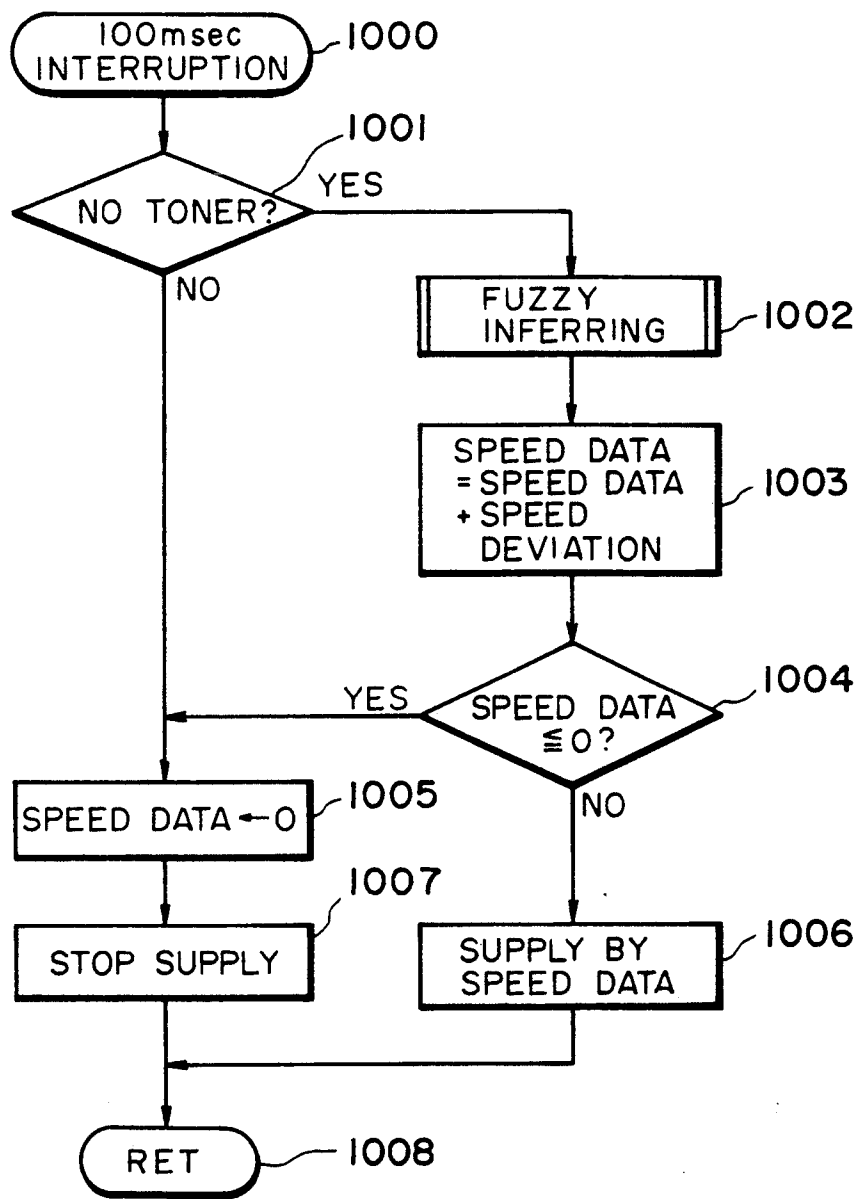 100msec
INTERRUPTION
1000
NO TONER?
1001
YES
NO
FUZZY
INFERRING
1002
SPEED DATA
= SPEED DATA
+ SPEED
DEVIATION
1003
SPEED DATA
≦ 0?
1004
YES
NO
SPEED DATA ← 0
1005
STOP SUPPLY
1007
SUPPLY BY
SPEED DATA
1006
RET
1008